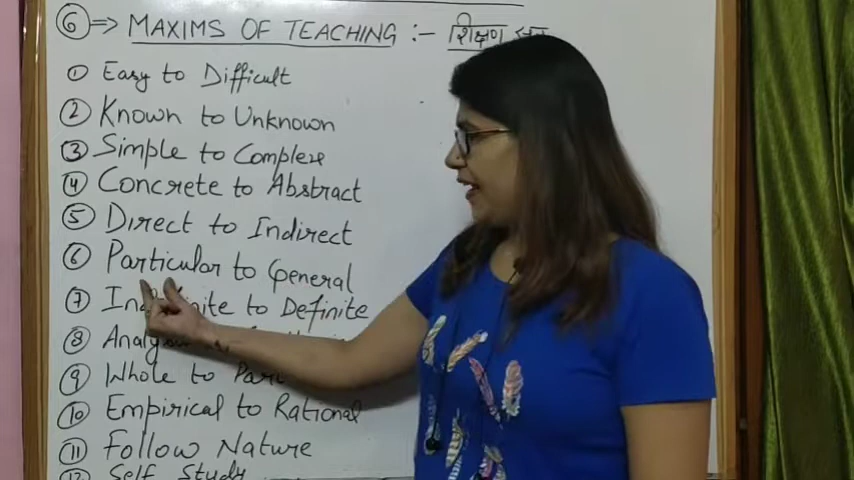 ⑥ ⇒ MAXIMS OF TEACHING :- शिक्षण
① Easy to Difficult
② Known to Unknown
③ Simple to Complex
④ Concrete to Abstract
⑤ Direct to Indirect
⑥ Particular to General
⑦ to Definite
⑧
⑨ Whole to Part
⑩ Empirical to Rational
⑪ Follow Nature
⑫ Self Study